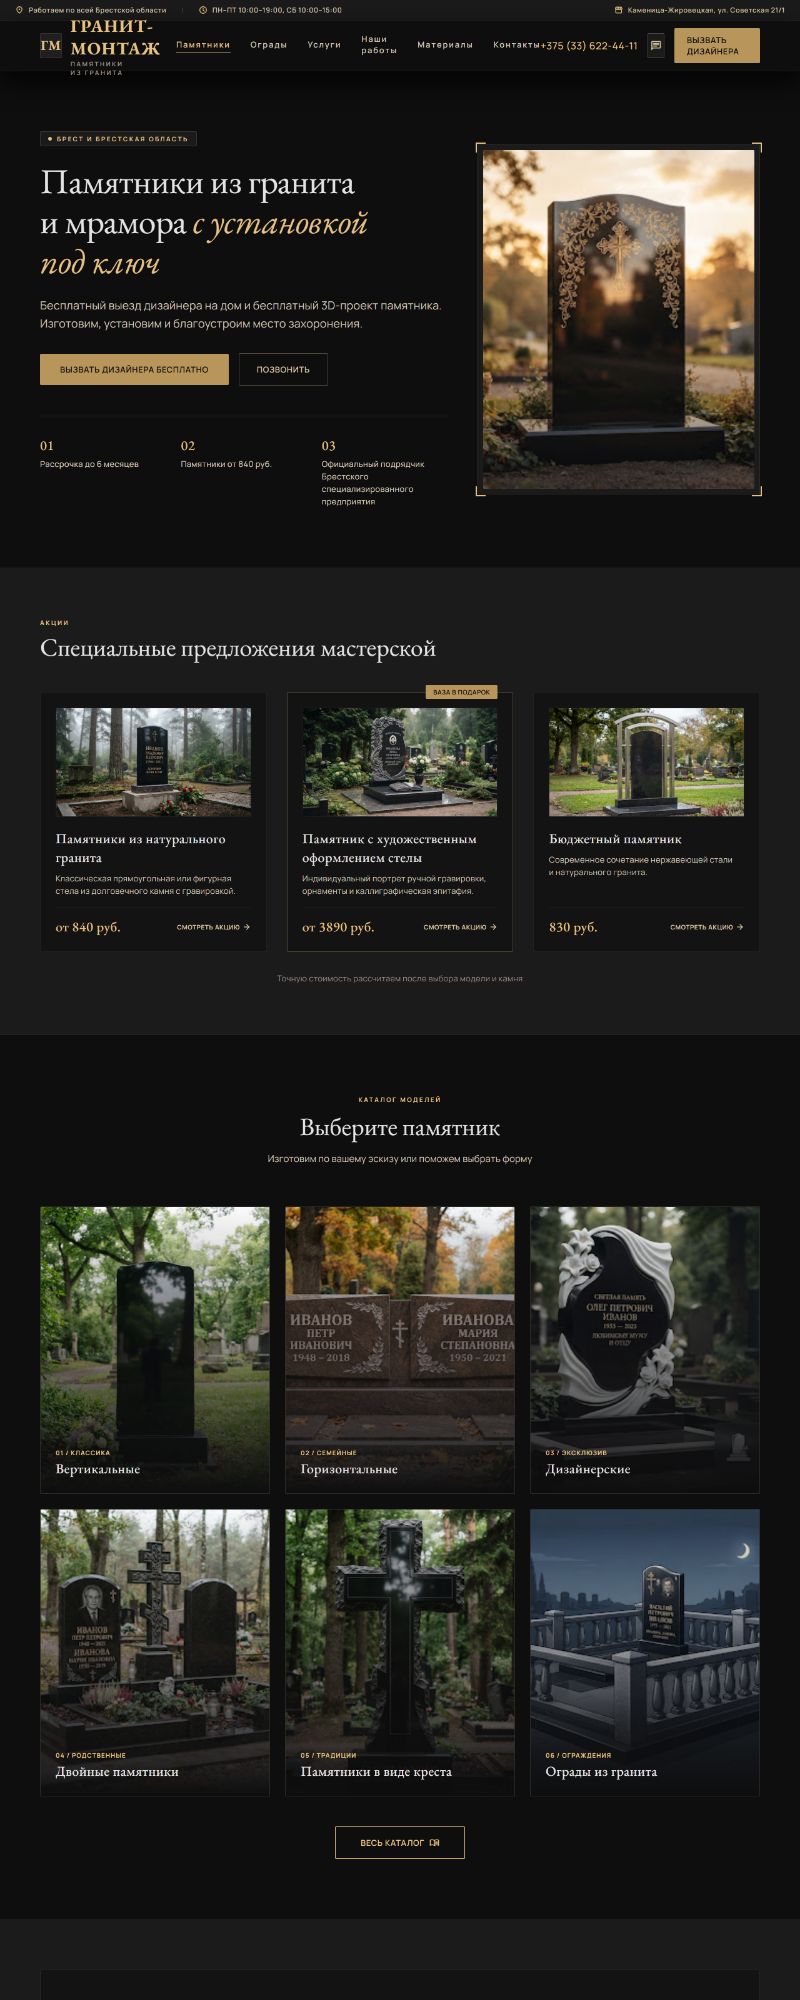 Работаем по всей Брестской области
ПН–ПТ 10:00–19:00, СБ 10:00–15:00
Каменица-Жировецкая, ул. Советская 21/1
ГМ
ГРАНИТ-
МОНТАЖ
ПАМЯТНИКИ
ИЗ ГРАНИТА
Памятники
Ограды
Услуги
Наши
работы
Материалы
Контакты
+375 (33) 622-44-11
ВЫЗВАТЬ
ДИЗАЙНЕРА
БРЕСТ И БРЕСТСКАЯ ОБЛАСТЬ
Памятники из гранита
и мрамора с установкой
под ключ
Бесплатный выезд дизайнера на дом и бесплатный 3D-проект памятника.
Изготовим, установим и благоустроим место захоронения.
ВЫЗВАТЬ ДИЗАЙНЕРА БЕСПЛАТНО
ПОЗВОНИТЬ
01
Рассрочка до 6 месяцев
02
Памятники от 840 руб.
03
Официальный подрядчик
Брестского
специализированного
предприятия
АКЦИИ
Специальные предложения мастерской
Памятники из натурального
гранита
Классическая прямоугольная или фигурная
стела из долговечного камня с гравировкой.
от 840 руб.
СМОТРЕТЬ АКЦИЮ →
ВАЗА В ПОДАРОК
Памятник с художественным
оформлением стелы
Индивидуальный портрет ручной гравировки,
орнаменты и каллиграфическая эпитафия.
от 3890 руб.
СМОТРЕТЬ АКЦИЮ →
Бюджетный памятник
Современное сочетание нержавеющей стали
и натурального гранита.
830 руб.
СМОТРЕТЬ АКЦИЮ →
Точную стоимость рассчитаем после выбора модели и камня
КАТАЛОГ МОДЕЛЕЙ
Выберите памятник
Изготовим по вашему эскизу или поможем выбрать форму
01 / КЛАССИКА
Вертикальные
ИВАНОВ
ПЕТР
ИВАНОВИЧ
1948 – 2018
ИВАНОВА
МАРИЯ
СТЕПАНОВНА
1950 – 2021
02 / СЕМЕЙНЫЕ
Горизонтальные
СВЕТЛАЯ ПАМЯТЬ
ОЛЕГ ПЕТРОВИЧ
ИВАНОВ
1953 – 2023
ЛЮБИМОМУ МУЖУ
И ОТЦУ
03 / ЭКСКЛЮЗИВ
Дизайнерские
ИВАНОВ
ПЕТР ПЕТРОВИЧ
ИВАНОВА
МАРИЯ ИВАНОВНА
04 / РОДСТВЕННЫЕ
Двойные памятники
05 / ТРАДИЦИИ
Памятники в виде креста
06 / ОГРАЖДЕНИЯ
Ограды из гранита
ВЕСЬ КАТАЛОГ